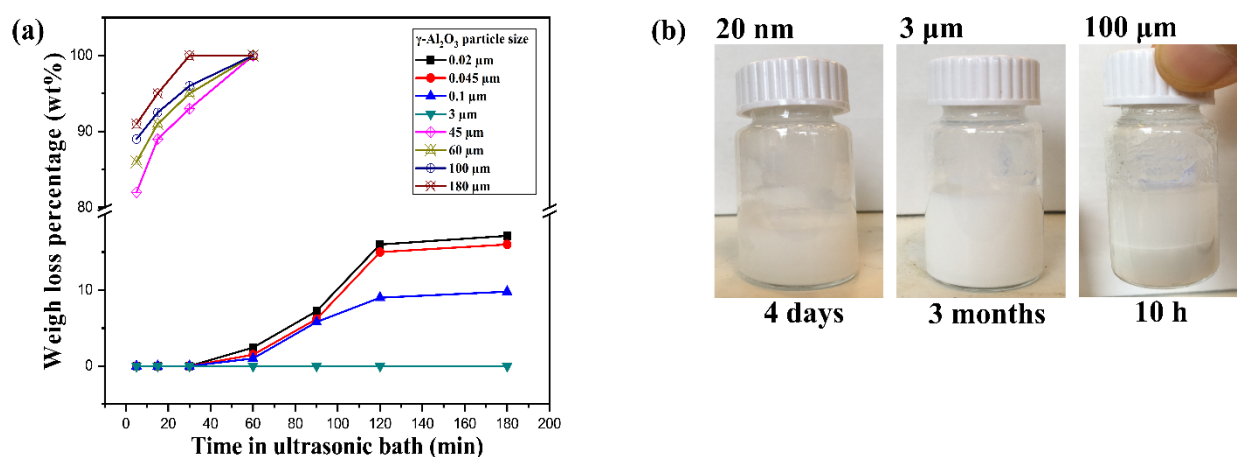 (a)
Weigh loss percentage (wt%)
100
90
80
10
0
γ-Al2O3 particle size
0.02 μm
0.045 μm
0.1 μm
3 μm
45 μm
60 μm
100 μm
180 μm
0 20 40 60 80 100 120 140 160 180 200
Time in ultrasonic bath (min)
(b)
20 nm 3 μm 100 μm
4 days 3 months 10 h